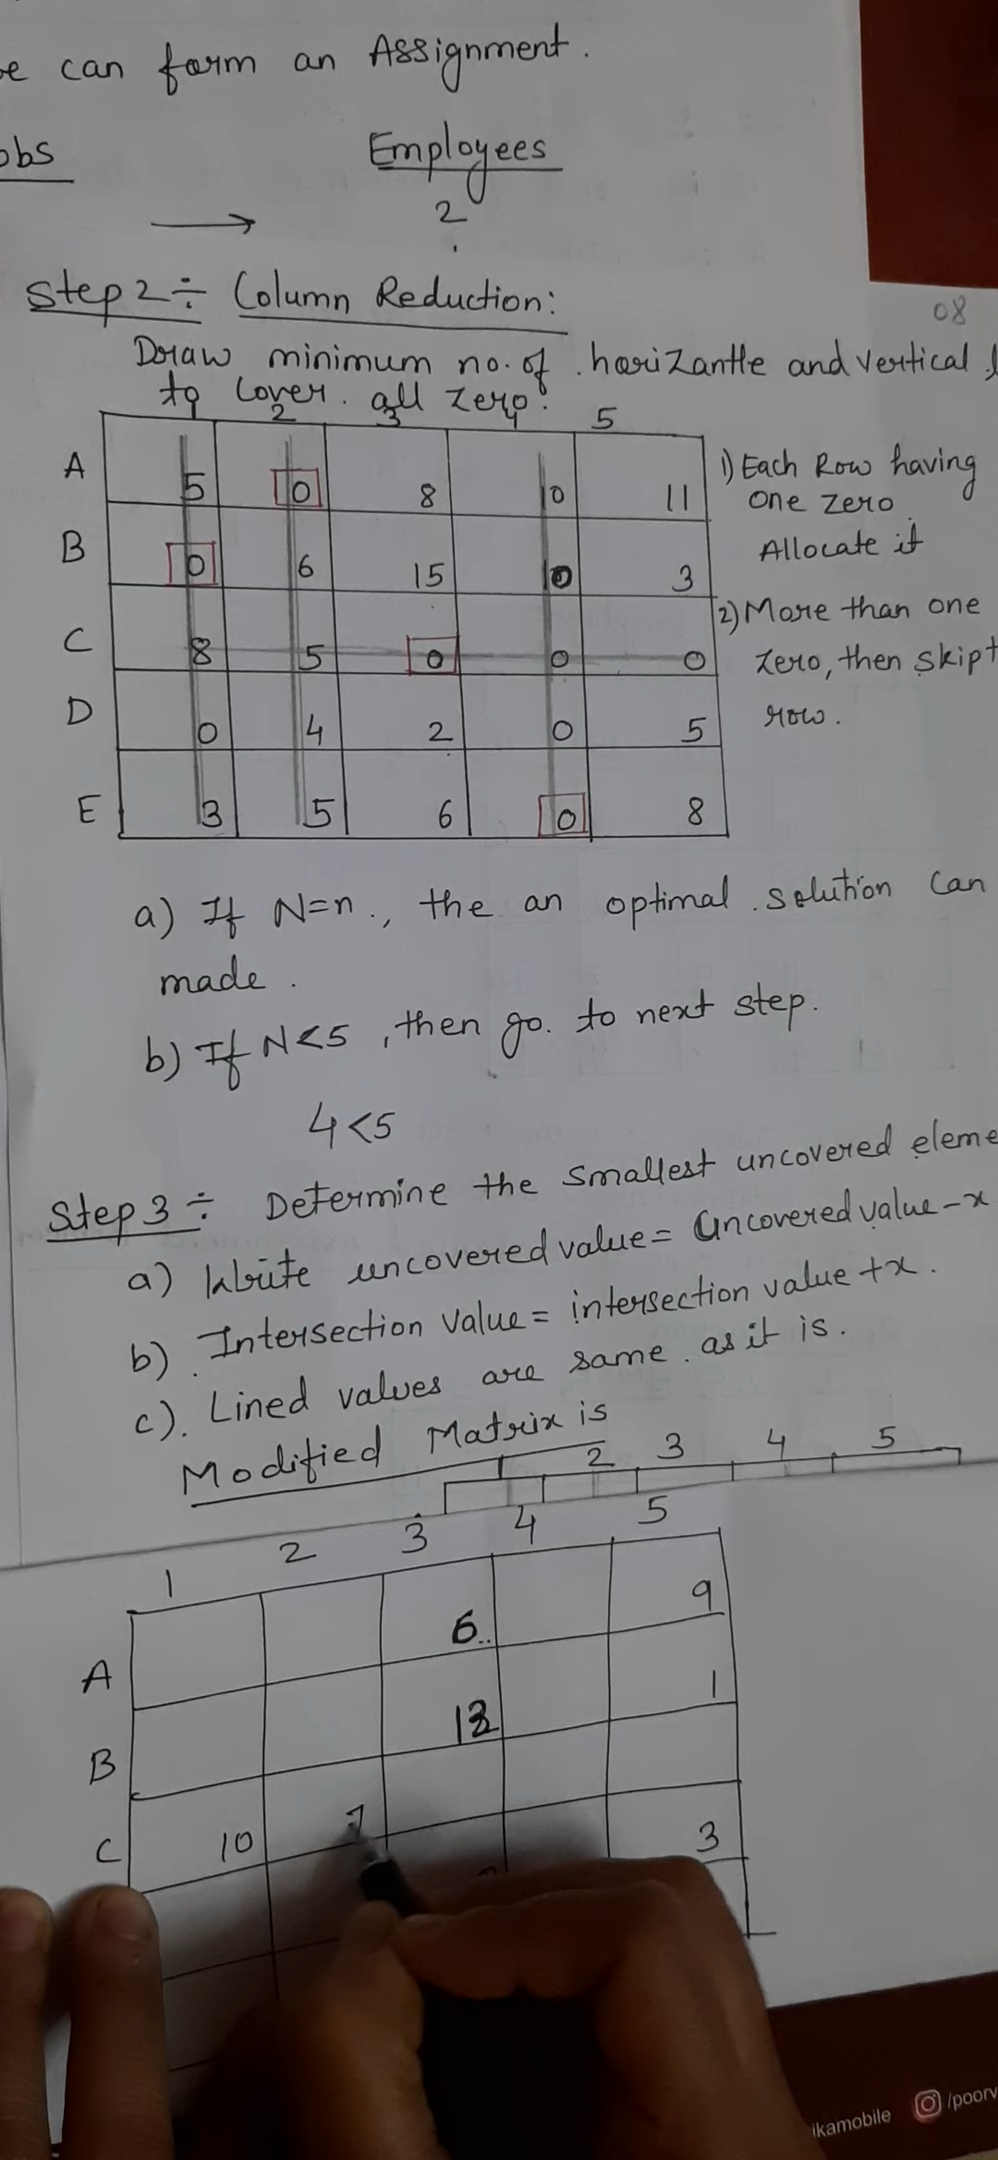 can form an Assignment.
Employees
2
Step 2 ÷ Column Reduction:
08
Draw minimum no. of horizantle and vertical
to cover all zero.
1 2 3 4 5
A 5 0 8 0 11
B 0 6 15 0 3
C 8 5 0 0 0
D 0 4 2 0 5
E 3 5 6 0 8
1) Each Row having
one zero.
Allocate it
2) More than one
zero, then skip
row.
a) If N=n., the an optimal solution can
made.
b) If N<5, then go to next step.
4<5
Step 3 ÷ Determine the smallest uncovered
a) Write uncovered value = uncovered value - x
b) Intersection value = intersection value + x.
c). Lined values are same as it is.
Modified Matrix is
2 3 4 5
1 2 3 4 5
A 6 9
B 1
C 10 7 3
ikamobile /poorv